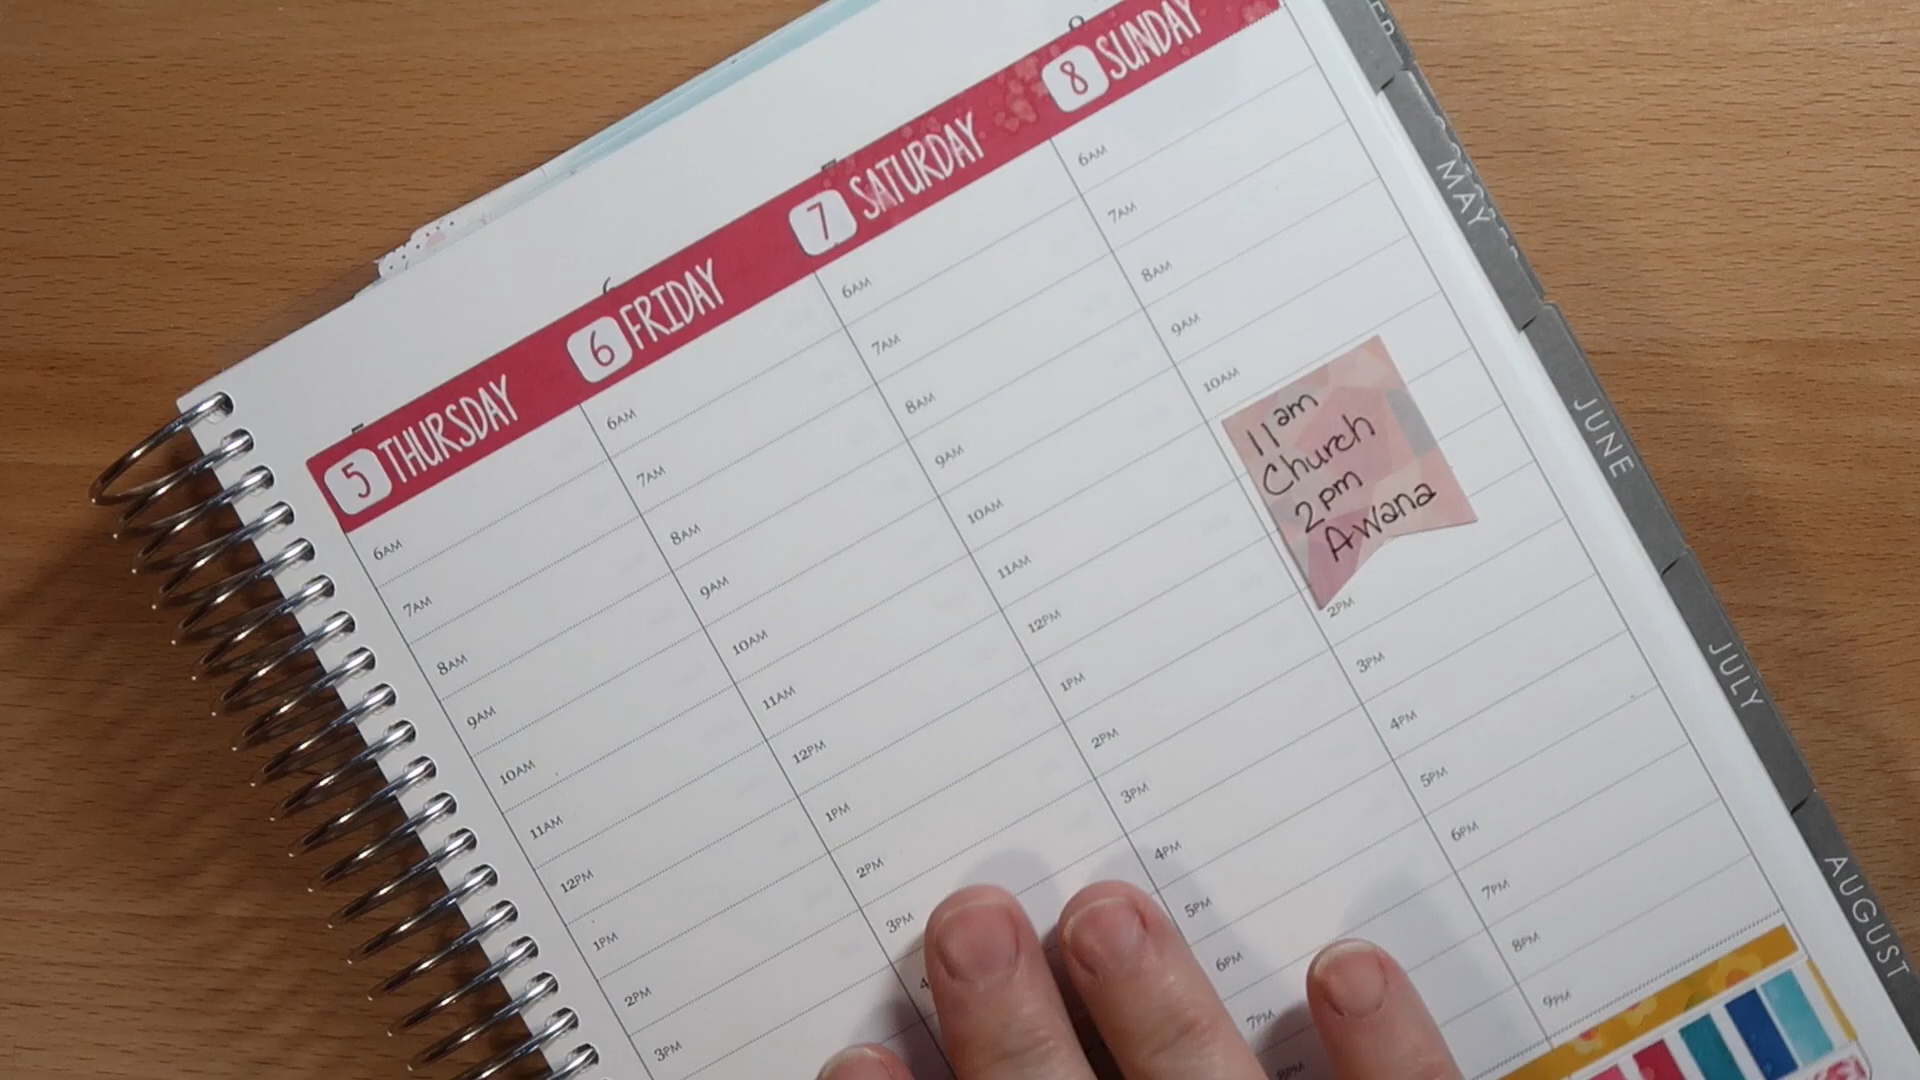 5 THURSDAY
6 FRIDAY
7 SATURDAY
8 SUNDAY
6AM
7AM
8AM
9AM
10AM
11AM
12PM
1PM
2PM
3PM
6AM
7AM
8AM
9AM
10AM
11AM
12PM
1PM
2PM
3PM
6AM
7AM
8AM
9AM
10AM
11AM
12PM
1PM
2PM
3PM
4PM
5PM
6PM
7PM
8PM
6AM
7AM
8AM
9AM
10AM
11am
Church
2pm
Awana
2PM
3PM
4PM
5PM
6PM
7PM
8PM
9PM
MAY
JUNE
JULY
AUGUST